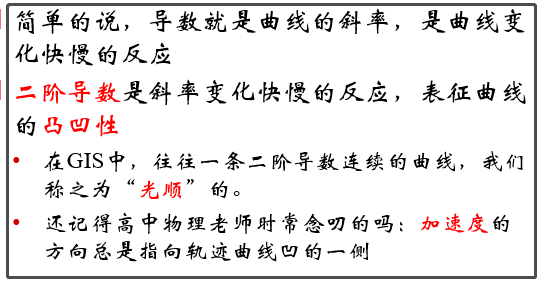 简单的说，导数就是曲线的斜率，是曲线变
化快慢的反应
二阶导数是斜率变化快慢的反应，表征曲线
的凸凹性
• 在GIS中，往往一条二阶导数连续的曲线，我们
称之为“光顺”的。
• 还记得高中物理老师时常念叨的吗：加速度的
方向总是指向轨迹曲线凹的一侧